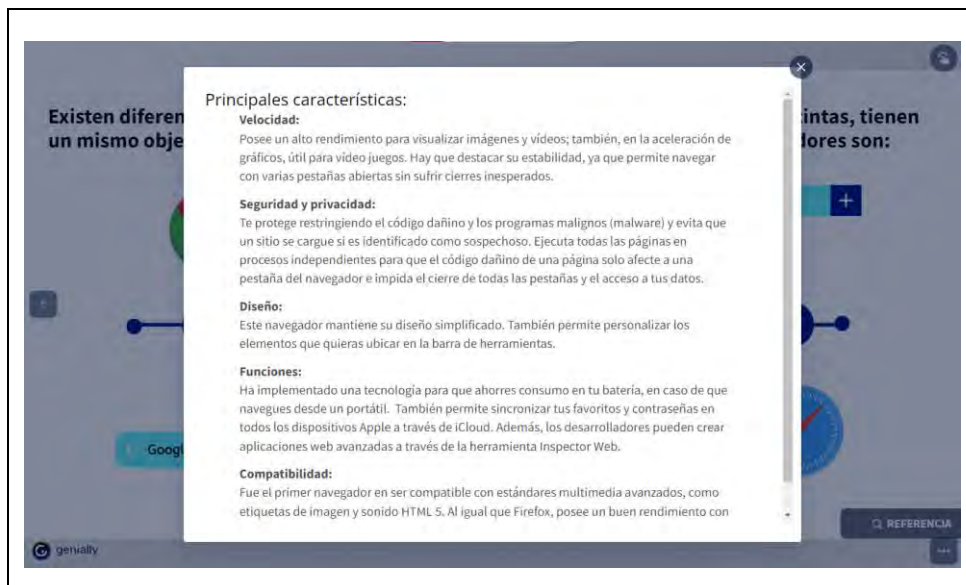 Existen diferen
intas, tienen
un mismo obje
dores son:
Principales características:
Velocidad:
Posee un alto rendimiento para visualizar imágenes y vídeos; también, en la aceleración de
gráficos, útil para vídeo juegos. Hay que destacar su estabilidad, ya que permite navegar
con varias pestañas abiertas sin sufrir cierres inesperados.
Seguridad y privacidad:
Te protege restringiendo el código dañino y los programas malignos (malware) y evita que
un sitio se cargue si es identificado como sospechoso. Ejecuta todas las páginas en
procesos independientes para que el código dañino de una página solo afecte a una
pestaña del navegador e impida el cierre de todas las pestañas y el acceso a tus datos.
Diseño:
Este navegador mantiene su diseño simplificado. También permite personalizar los
elementos que quieras ubicar en la barra de herramientas.
Funciones:
Ha implementado una tecnología para que ahorres consumo en tu batería, en caso de que
navegues desde un portátil. También permite sincronizar tus favoritos y contraseñas en
todos los dispositivos Apple a través de iCloud. Además, los desarrolladores pueden crear
aplicaciones web avanzadas a través de la herramienta Inspector Web.
Compatibilidad:
Fue el primer navegador en ser compatible con estándares multimedia avanzados, como
etiquetas de imagen y sonido HTML 5. Al igual que Firefox, posee un buen rendimiento con
Googl
REFERENCIA
genially